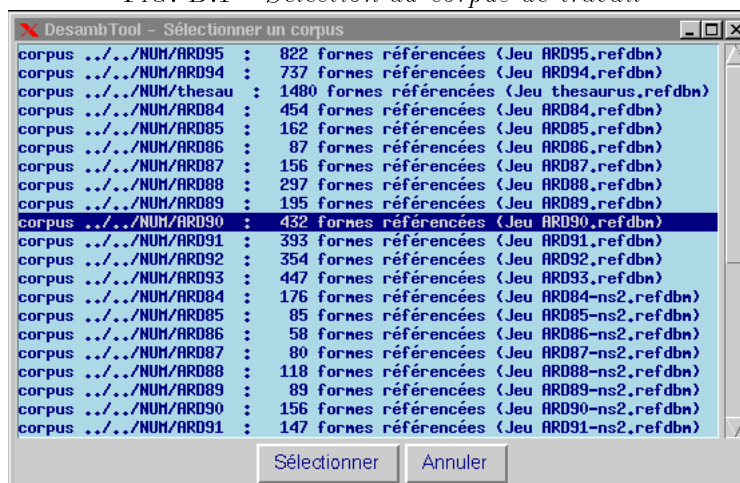 FIG. B.1 – Sélection du corpus de travail
DesambTool - Sélectionner un corpus
corpus ../../NUM/ARD95 : 822 formes référencées (Jeu ARD95.refdbm)
corpus ../../NUM/ARD94 : 737 formes référencées (Jeu ARD94.refdbm)
corpus ../../NUM/thesau : 1480 formes référencées (Jeu thesaurus.refdbm)
corpus ../../NUM/ARD84 : 454 formes référencées (Jeu ARD84.refdbm)
corpus ../../NUM/ARD85 : 162 formes référencées (Jeu ARD85.refdbm)
corpus ../../NUM/ARD86 : 87 formes référencées (Jeu ARD86.refdbm)
corpus ../../NUM/ARD87 : 156 formes référencées (Jeu ARD87.refdbm)
corpus ../../NUM/ARD88 : 297 formes référencées (Jeu ARD88.refdbm)
corpus ../../NUM/ARD89 : 195 formes référencées (Jeu ARD89.refdbm)
corpus ../../NUM/ARD90 : 432 formes référencées (Jeu ARD90.refdbm)
corpus ../../NUM/ARD91 : 393 formes référencées (Jeu ARD91.refdbm)
corpus ../../NUM/ARD92 : 354 formes référencées (Jeu ARD92.refdbm)
corpus ../../NUM/ARD93 : 447 formes référencées (Jeu ARD93.refdbm)
corpus ../../NUM/ARD84 : 176 formes référencées (Jeu ARD84-ns2.refdbm)
corpus ../../NUM/ARD85 : 85 formes référencées (Jeu ARD85-ns2.refdbm)
corpus ../../NUM/ARD86 : 58 formes référencées (Jeu ARD86-ns2.refdbm)
corpus ../../NUM/ARD87 : 80 formes référencées (Jeu ARD87-ns2.refdbm)
corpus ../../NUM/ARD88 : 118 formes référencées (Jeu ARD88-ns2.refdbm)
corpus ../../NUM/ARD89 : 89 formes référencées (Jeu ARD89-ns2.refdbm)
corpus ../../NUM/ARD90 : 156 formes référencées (Jeu ARD90-ns2.refdbm)
corpus ../../NUM/ARD91 : 147 formes référencées (Jeu ARD91-ns2.refdbm)
Sélectionner Annuler